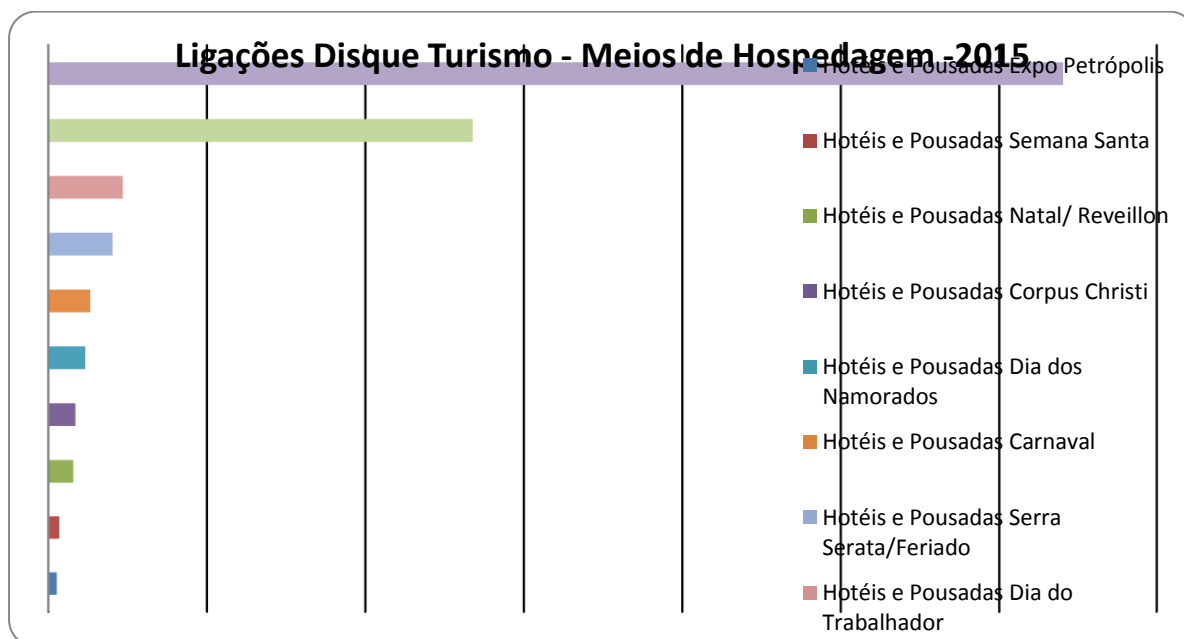 Ligações Disque Turismo - Meios de Hospedagem -2015
Hotéis e Pousadas Expo Petrópolis
Hotéis e Pousadas Semana Santa
Hotéis e Pousadas Natal/ Reveillon
Hotéis e Pousadas Corpus Christi
Hotéis e Pousadas Dia dos
Namorados
Hotéis e Pousadas Carnaval
Hotéis e Pousadas Serra
Serata/Feriado
Hotéis e Pousadas Dia do
Trabalhador